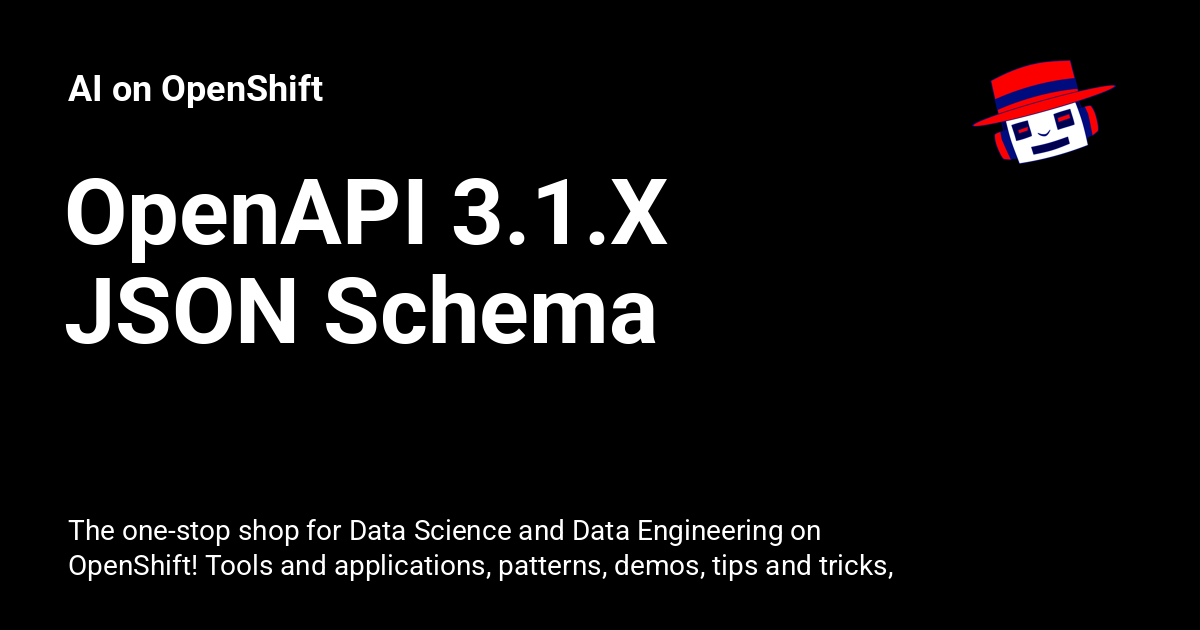 AI on OpenShift
OpenAPI 3.1.X
JSON Schema
The one-stop shop for Data Science and Data Engineering on
OpenShift! Tools and applications, patterns, demos, tips and tricks,